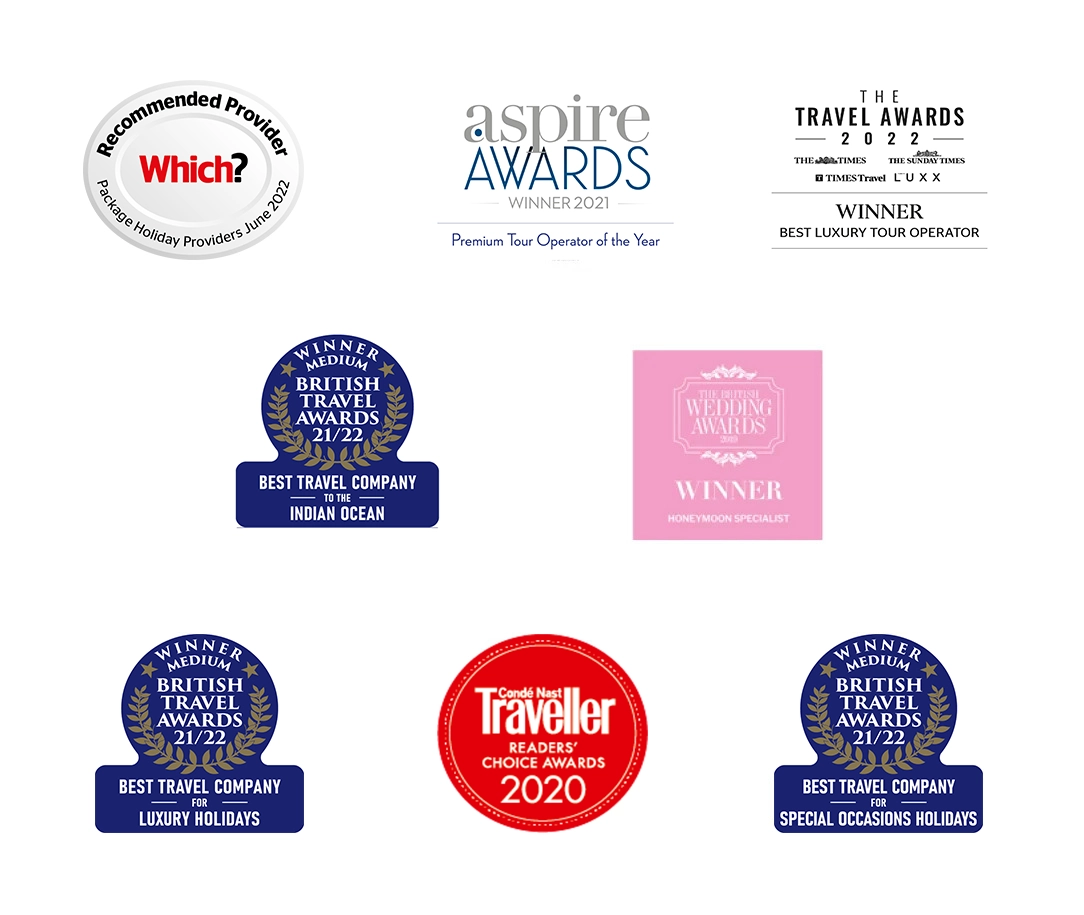 Recommended Provider
Which?
Package Holiday Providers June 2022
aspire
AWARDS
WINNER 2021
Premium Tour Operator of the Year
THE
TRAVEL AWARDS
2022
THE TIMES THE SUNDAY TIMES
T TIMES Travel LUXX
WINNER
BEST LUXURY TOUR OPERATOR
WINNER
MEDIUM
BRITISH
TRAVEL
AWARDS
21/22
BEST TRAVEL COMPANY
TO THE
INDIAN OCEAN
THE BRITISH
WEDDING
AWARDS
WINNER
HONEYMOON SPECIALIST
WINNER
MEDIUM
BRITISH
TRAVEL
AWARDS
21/22
BEST TRAVEL COMPANY
FOR
LUXURY HOLIDAYS
Condé Nast
Traveller
READERS'
CHOICE AWARDS
2020
WINNER
MEDIUM
BRITISH
TRAVEL
AWARDS
21/22
BEST TRAVEL COMPANY
FOR
SPECIAL OCCASIONS HOLIDAYS